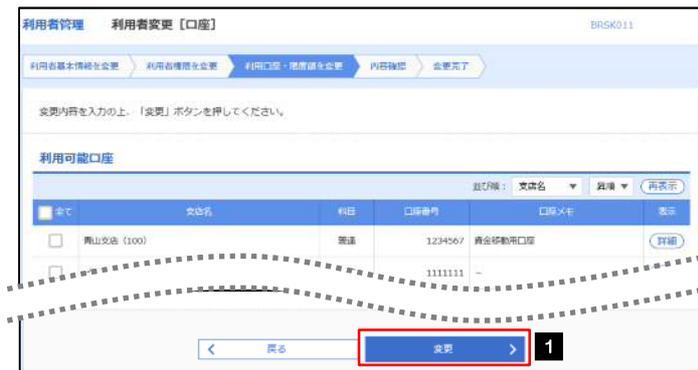 利用者管理 利用者変更［口座］ BRSK011
利用者基本情報を変更 利用者権限を変更 利用口座・限度額を変更 内容確認 変更完了
変更内容を入力の上、「変更」ボタンを押してください。
利用可能口座
並び順： 支店名 ▼ 昇順 ▼ 再表示
全て 支店名 科目 口座番号 口座メモ 表示
青山支店（100） 普通 1234567 資金移動用口座 詳細
1111111 －
戻る 変更 1